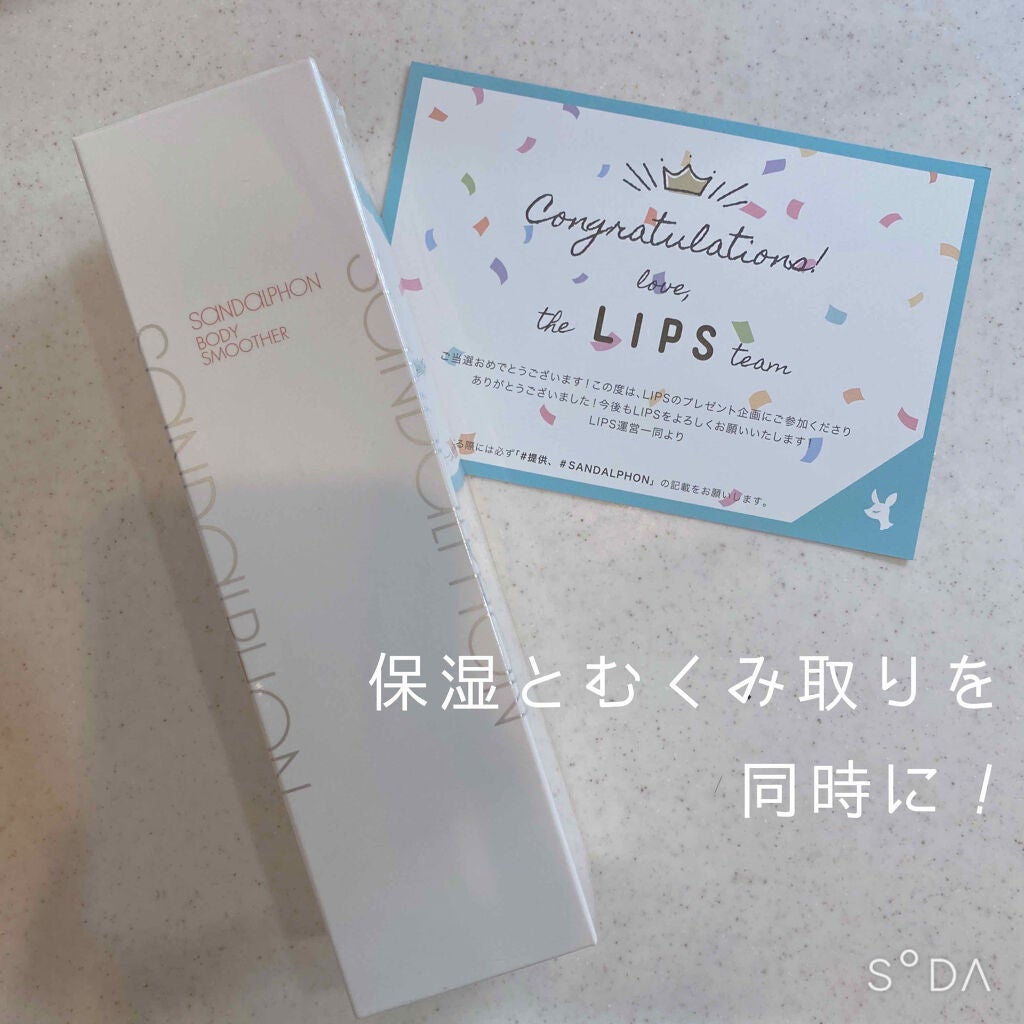 SANDALPHON
BODY
SMOOTHER
SANDALPHON
SANDALPHON
Congratulations!
love,
the LIPS team
ご当選おめでとうございます！この度は、LIPSのプレゼント企画にご参加くださり
ありがとうございました！今後もLIPSをよろしくお願いいたします！
LIPS運営一同より
る際には必ず「#提供、#SANDALPHON」の記載をお願いします。
保湿とむくみ取りを
同時に！
SODA